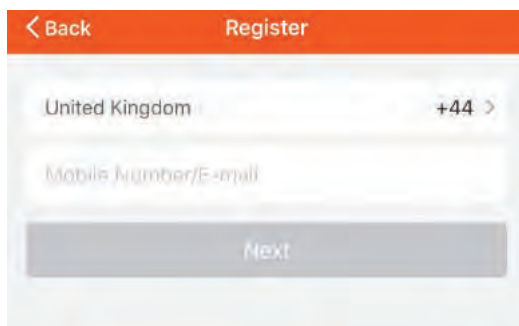 Back Register
United Kingdom +44 >
Mobile Number/E-mail
Next